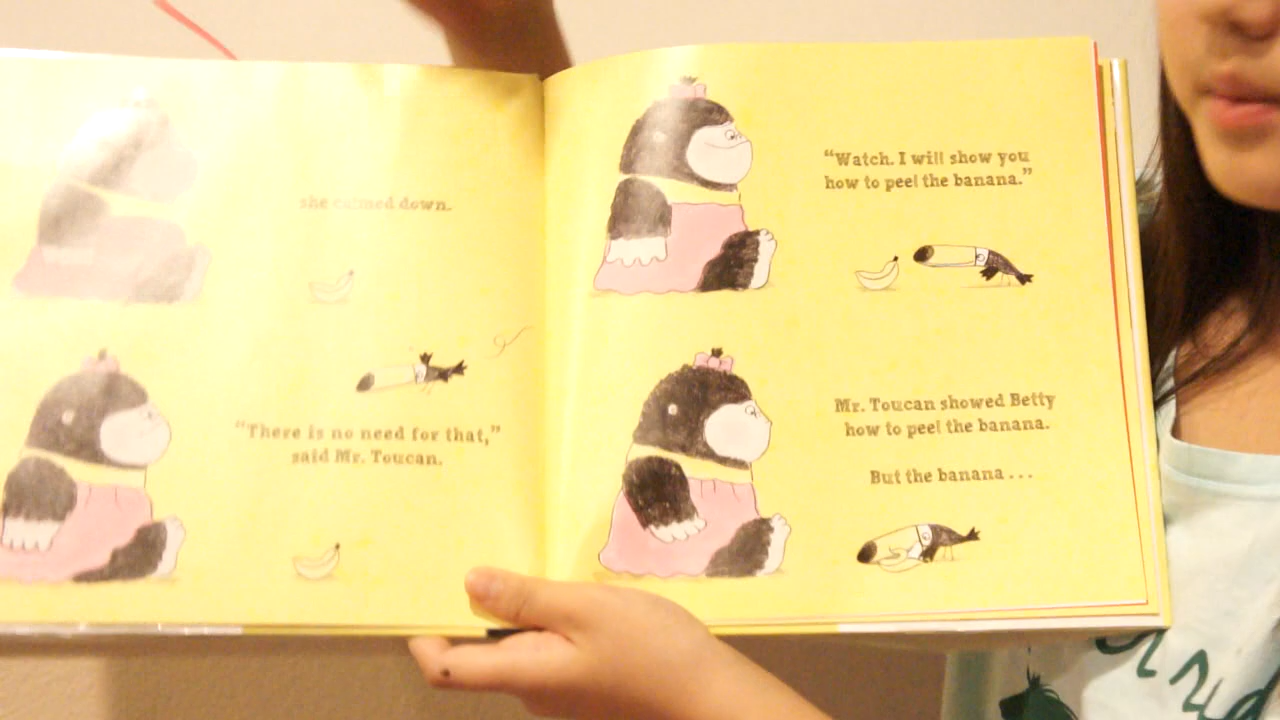 she calmed down.
"There is no need for that,"
said Mr. Toucan.
"Watch. I will show you
how to peel the banana."
Mr. Toucan showed Betty
how to peel the banana.
But the banana . . .